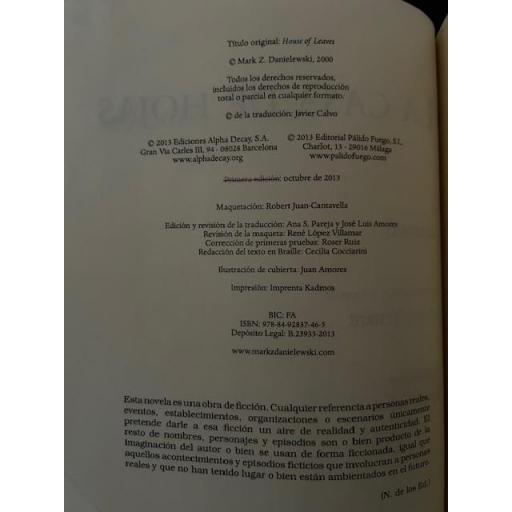 Título original: House of Leaves
© Mark Z. Danielewski, 2000
Todos los derechos reservados,
incluidos los derechos de reproducción
total o parcial en cualquier formato.
© de la traducción: Javier Calvo
© 2013 Ediciones Alpha Decay, S.A.
Gran Via Carles III, 94 - 08028 Barcelona
www.alphadecay.org
© 2013 Editorial Pálido Fuego, S.L.
Charlot, 13 - 29016 Málaga
www.palidofuego.com
Primera edición: octubre de 2013
Maquetación: Robert Juan-Cantavella
Edición y revisión de la traducción: Ana S. Pareja y José Luis Amores
Revisión de la maqueta: René López Villamar
Corrección de primeras pruebas: Roser Ruiz
Redacción del texto en Braille: Cecilia Cocciarini
Ilustración de cubierta: Juan Amores
Impresión: Imprenta Kadmos
BIC: FA
ISBN: 978-84-92837-46-5
Depósito Legal: B.23933-2013
www.markzdanielewski.com
Esta novela es una obra de ficción. Cualquier referencia a personas reales,
eventos, establecimientos, organizaciones o escenarios únicamente
pretende darle a esa ficción un aire de realidad y autenticidad. El
resto de nombres, personajes y episodios son o bien producto de la
imaginación del autor o bien se usan de forma ficcionada, igual que
aquellos acontecimientos y episodios ficticios que involucran a personas
reales y que no han tenido lugar o bien están ambientados en el futuro.
(N. de los Ed.)